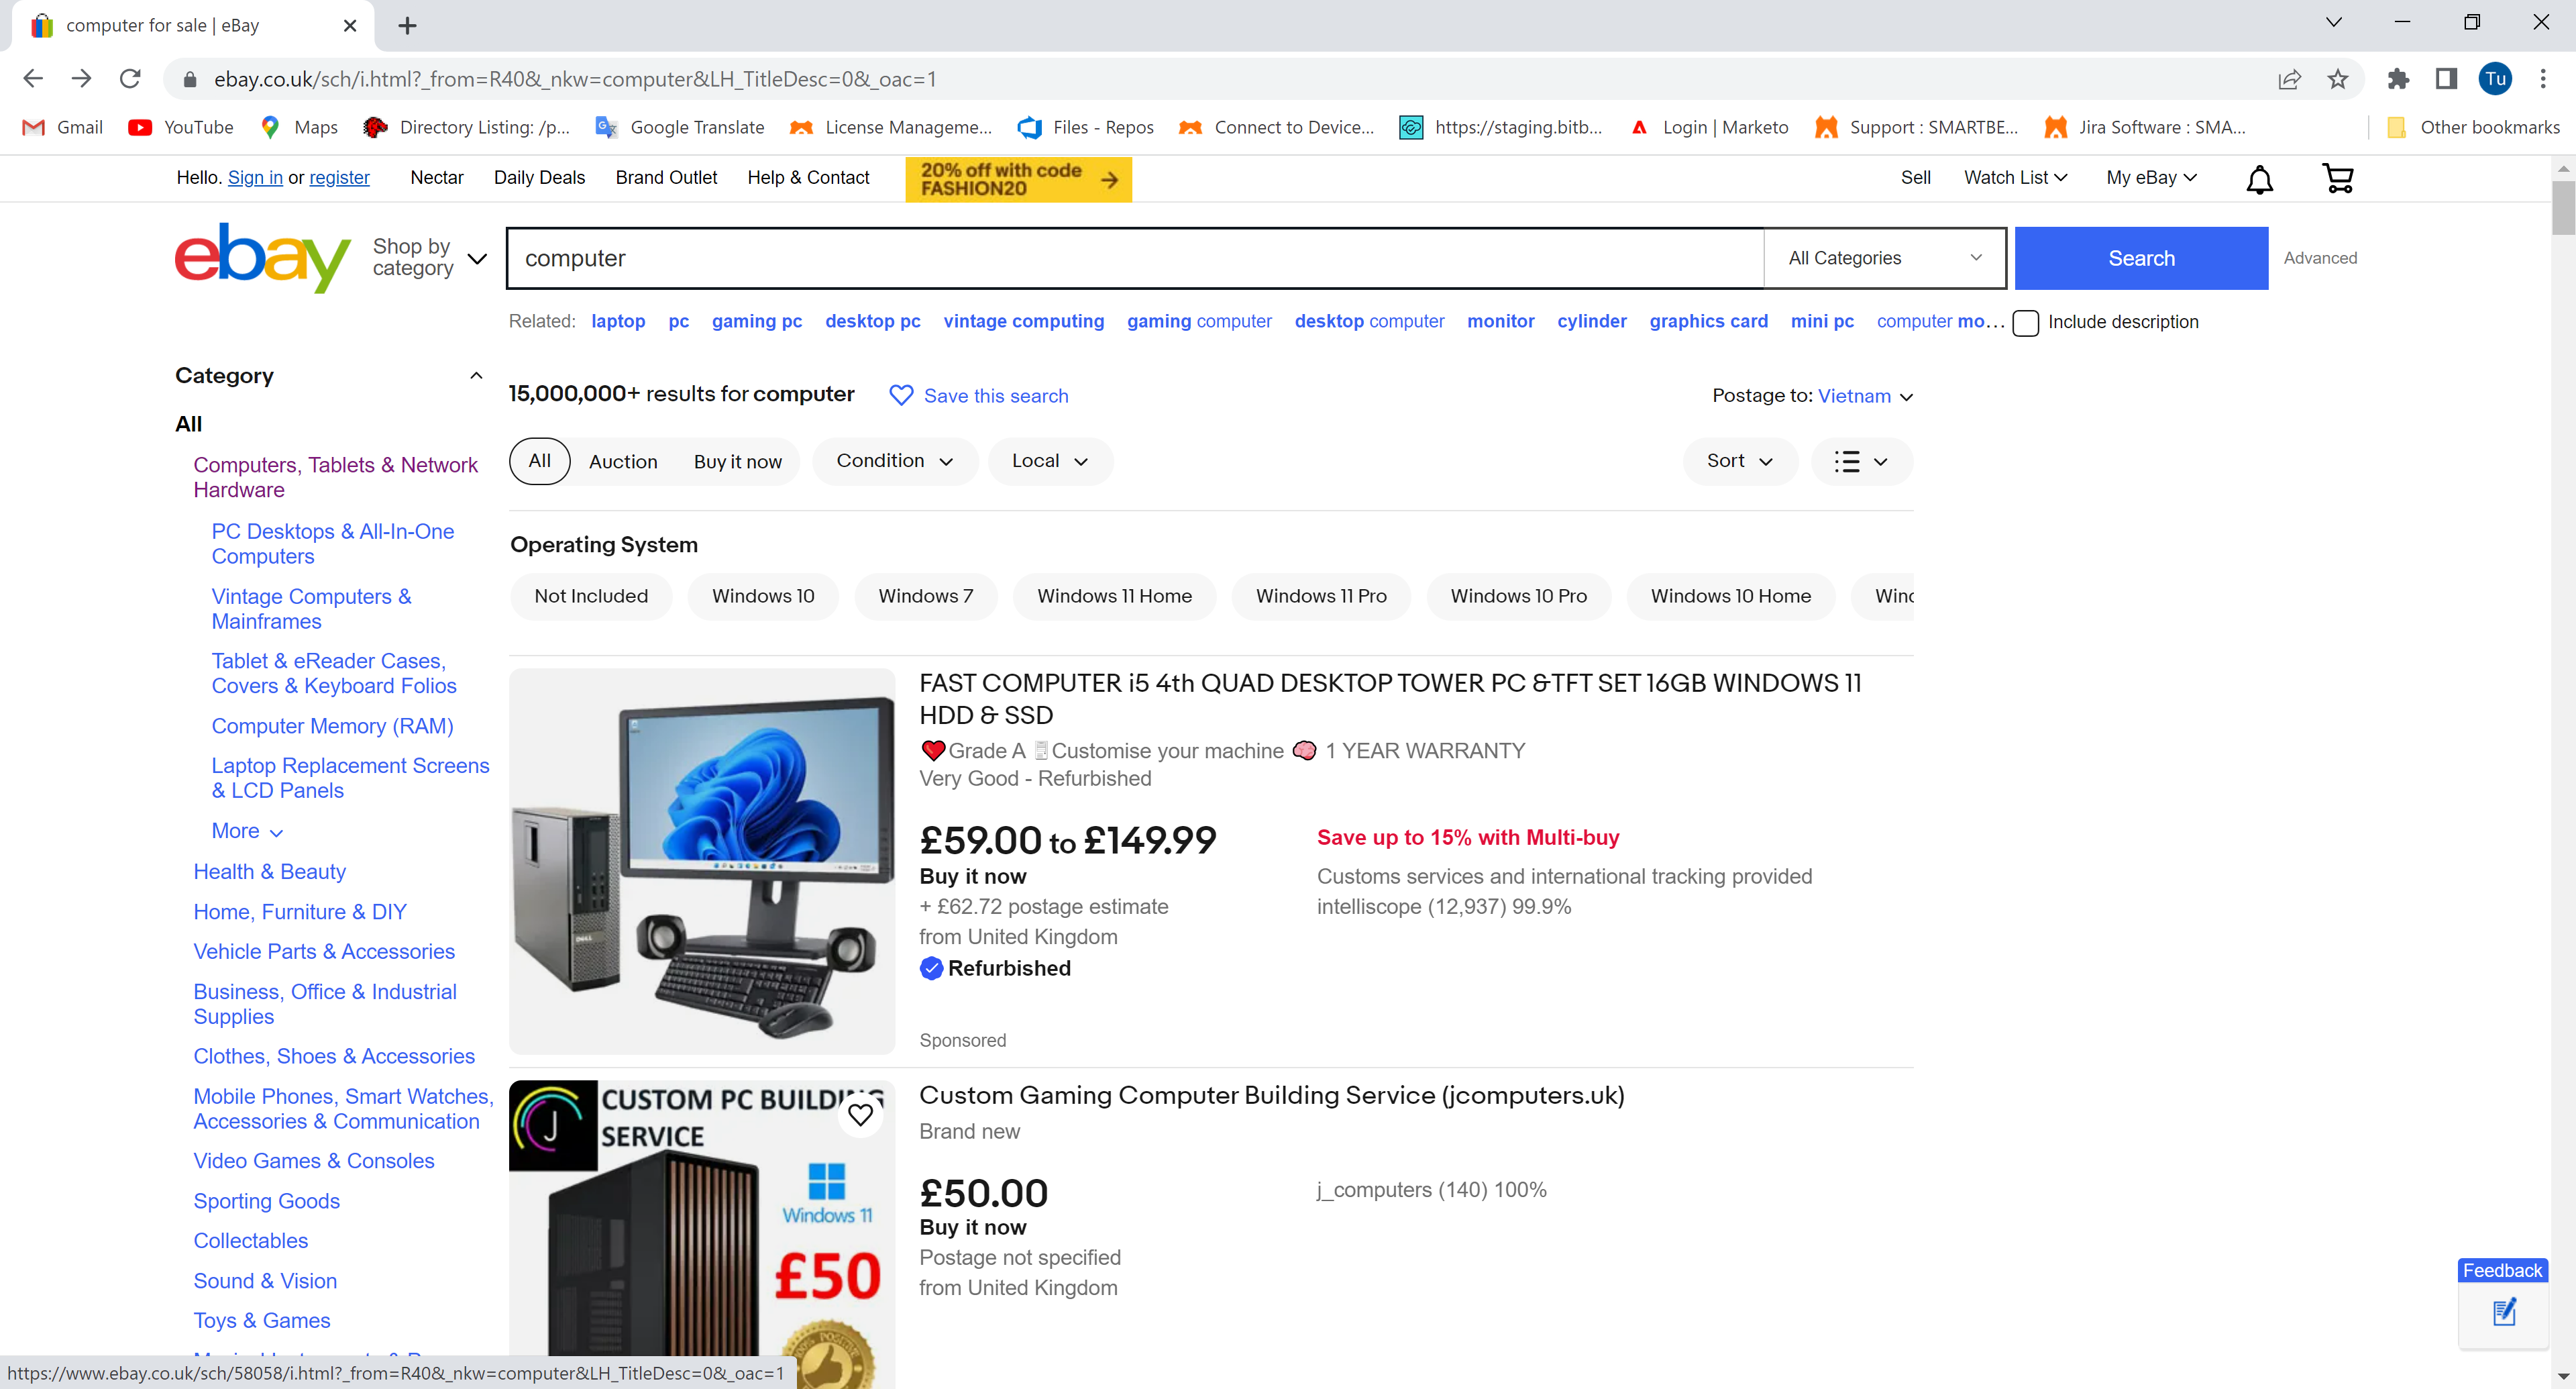 computer for sale | eBay
ebay.co.uk/sch/i.html?_from=R40&_nkw=computer&LH_TitleDesc=0&_oac=1
Tu
Gmail YouTube Maps Directory Listing: /p... Google Translate License Manageme... Files - Repos Connect to Device... https://staging.bitb... Login | Marketo Support : SMARTBE... Jira Software : SMA... Other bookmarks
Hello. Sign in or register Nectar Daily Deals Brand Outlet Help & Contact
20% off with code
FASHION20
Sell Watch List My eBay
ebay
Shop by
category
computer
All Categories
Search
Advanced
Related: laptop pc gaming pc desktop pc vintage computing gaming computer desktop computer monitor cylinder graphics card mini pc computer mo... Include description
Category
All
Computers, Tablets & Network
Hardware
PC Desktops & All-In-One
Computers
Vintage Computers &
Mainframes
Tablet & eReader Cases,
Covers & Keyboard Folios
Computer Memory (RAM)
Laptop Replacement Screens
& LCD Panels
More
Health & Beauty
Home, Furniture & DIY
Vehicle Parts & Accessories
Business, Office & Industrial
Supplies
Clothes, Shoes & Accessories
Mobile Phones, Smart Watches,
Accessories & Communication
Video Games & Consoles
Sporting Goods
Collectables
Sound & Vision
Toys & Games
15,000,000+ results for computer
Save this search
Postage to: Vietnam
All Auction Buy it now Condition Local Sort
Operating System
Not Included Windows 10 Windows 7 Windows 11 Home Windows 11 Pro Windows 10 Pro Windows 10 Home
DELL
FAST COMPUTER i5 4th QUAD DESKTOP TOWER PC &TFT SET 16GB WINDOWS 11
HDD & SSD
❤️Grade A 🧾Customise your machine 🧠 1 YEAR WARRANTY
Very Good - Refurbished
£59.00 to £149.99
Buy it now
+ £62.72 postage estimate
from United Kingdom
Refurbished
Sponsored
Save up to 15% with Multi-buy
Customs services and international tracking provided
intelliscope (12,937) 99.9%
J
CUSTOM PC BUILDING
SERVICE
Windows 11
£50
Custom Gaming Computer Building Service (jcomputers.uk)
Brand new
£50.00
Buy it now
Postage not specified
from United Kingdom
j_computers (140) 100%
Feedback
https://www.ebay.co.uk/sch/58058/i.html?_from=R40&_nkw=computer&LH_TitleDesc=0&_oac=1